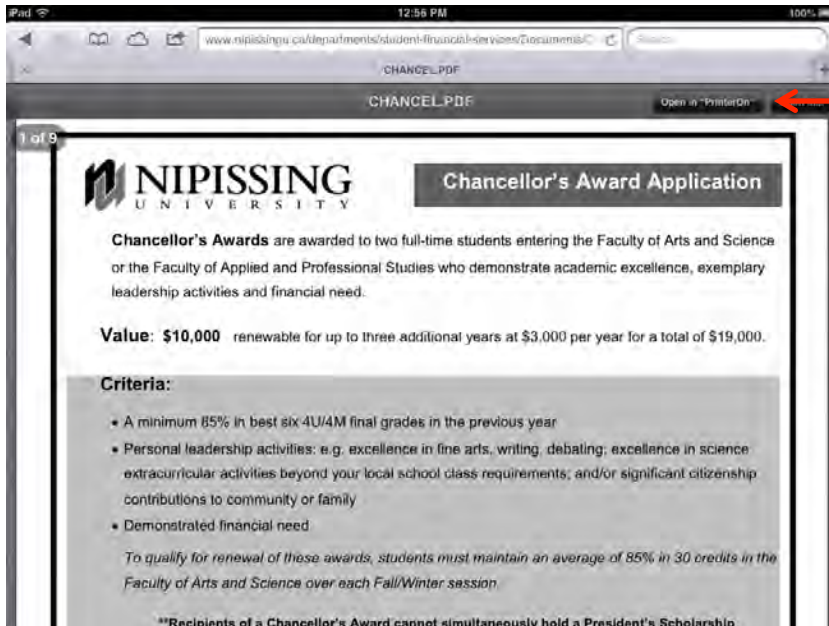 iPad
12:56 PM
100%
www.nipissingu.ca/departments/student-financial-services/Documents/C
Search
CHANCEL.PDF
CHANCEL.PDF
Open in "PrinterOn"
1 of 9
NIPISSING
UNIVERSITY
Chancellor's Award Application
Chancellor's Awards are awarded to two full-time students entering the Faculty of Arts and Science
or the Faculty of Applied and Professional Studies who demonstrate academic excellence, exemplary
leadership activities and financial need.
Value: $10,000 renewable for up to three additional years at $3,000 per year for a total of $19,000.
Criteria:
• A minimum 85% in best six 4U/4M final grades in the previous year
• Personal leadership activities: e.g. excellence in fine arts, writing, debating; excellence in science
extracurricular activities beyond your local school class requirements; and/or significant citizenship
contributions to community or family
• Demonstrated financial need
To qualify for renewal of these awards, students must maintain an average of 85% in 30 credits in the
Faculty of Arts and Science over each Fall/Winter session.
**Recipients of a Chancellor's Award cannot simultaneously hold a President's Scholarship